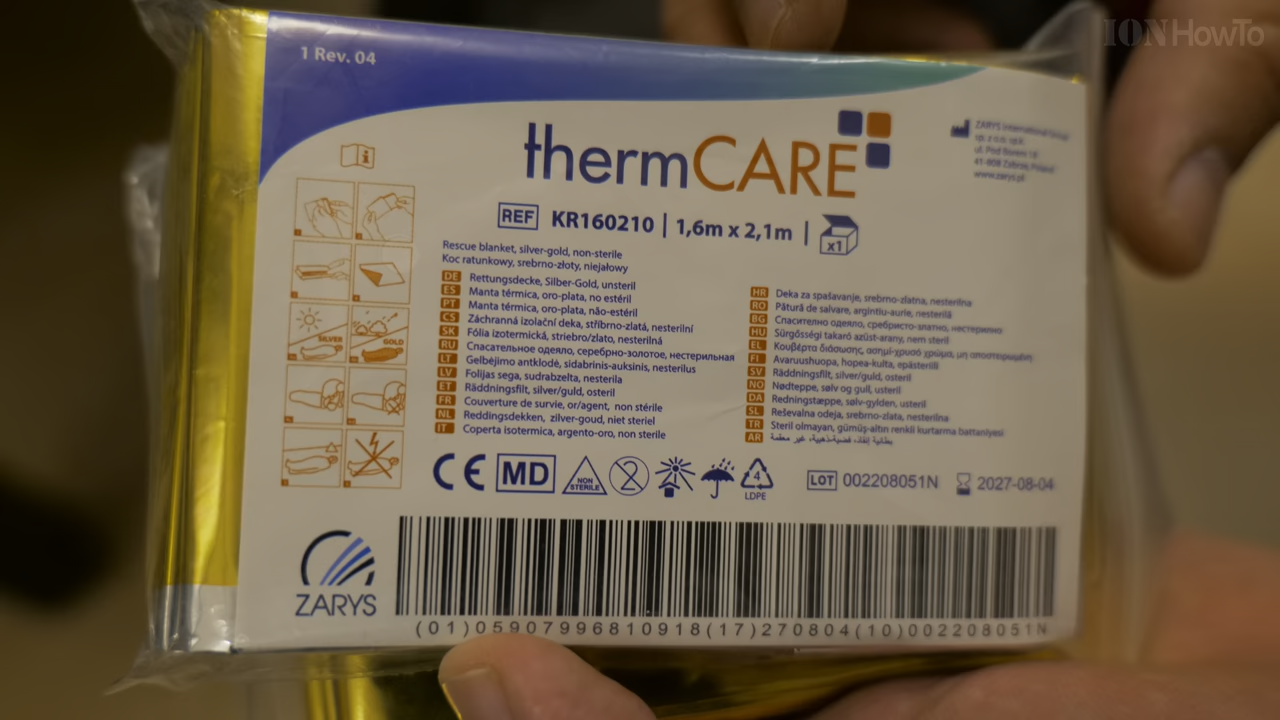 IONHowTo
1 Rev. 04
thermCARE
ZARYS International Group
sp. z o.o. sp.k.
ul. Pod Borem 18
41-808 Zabrze, Poland
www.zarys.pl
REF KR160210 | 1,6m x 2,1m | x1
Rescue blanket, silver-gold, non-sterile
Koc ratunkowy, srebrno-złoty, niejałowy
DE Rettungsdecke, Silber-Gold, unsteril
ES Manta térmica, oro-plata, no estéril
PT Manta térmica, oro-plata, não-estéril
CS Záchranná izolační deka, stříbrno-zlatá, nesterilní
SK Fólia izotermická, striebro/zlato, nesterilná
RU Спасательное одеяло, серебрно-золотое, нестерильная
LT Gelbėjimo antklodė, sidabrinis-auksinis, nesterilus
LV Folijas sega, sudrabzelta, nesterila
ET Räddningsfilt, silver/guld, osteril
FR Couverture de survie, or/agent, non stérile
NL Reddingsdekken, zilver-goud, niet steriel
IT Coperta isotermica, argento-oro, non sterile
HR Deka za spašavanje, srebrno-zlatna, nesterilna
RO Pătură de salvare, argintiu-aurie, nesterilă
BG Спасително одеяло, сребристо-златно, нестерилно
HU Sürgősségi takaró azüst-arany, nem steril
EL Κουβέρτα διάσωσης, ασημί-χρυσό χρώμα, μη αποστειρωμένη
FI Avaruushuopa, hopea-kulta, epästerilli
SV Räddningsfilt, silver/guld, osteril
NO Nødteppe, sølv og gull, usteril
DA Redningstæppe, sølv-gylden, usteril
SL Reševalna odeja, srebrno-zlata, nesterilna
TR Steril olmayan, gümüş-altın renkli kurtarma battaniyesi
AR بطانية إنقاذ، فضية-ذهبية، غير معقمة
SILVER GOLD
CE MD NON STERILE 2 4 LDPE
LOT 002208051N 2027-08-04
ZARYS
(01)05907996810918(17)270804(10)002208051N